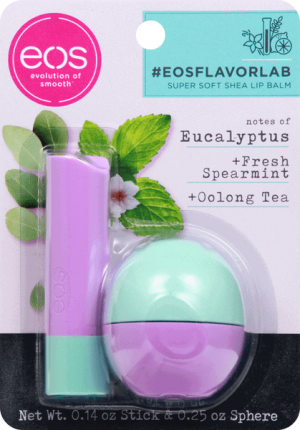 eos
evolution of
smooth™
#EOSFLAVORLAB
SUPER SOFT SHEA LIP BALM
notes of
Eucalyptus
+Fresh
Spearmint
+Oolong Tea
eos
Net Wt. 0.14 oz Stick & 0.25 oz Sphere